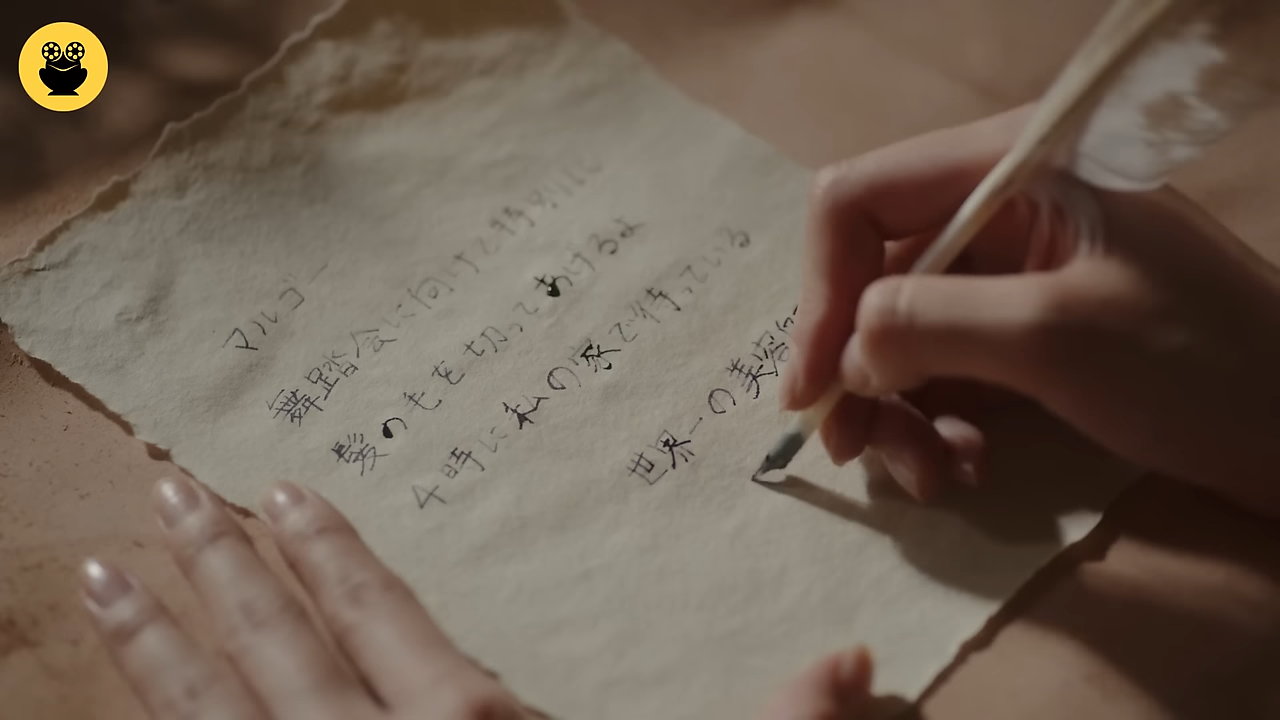 マルゴー
舞踏会に向けて特別に
髪の毛を切ってあげるよ
4時に私の家で待っている
世界一の美容